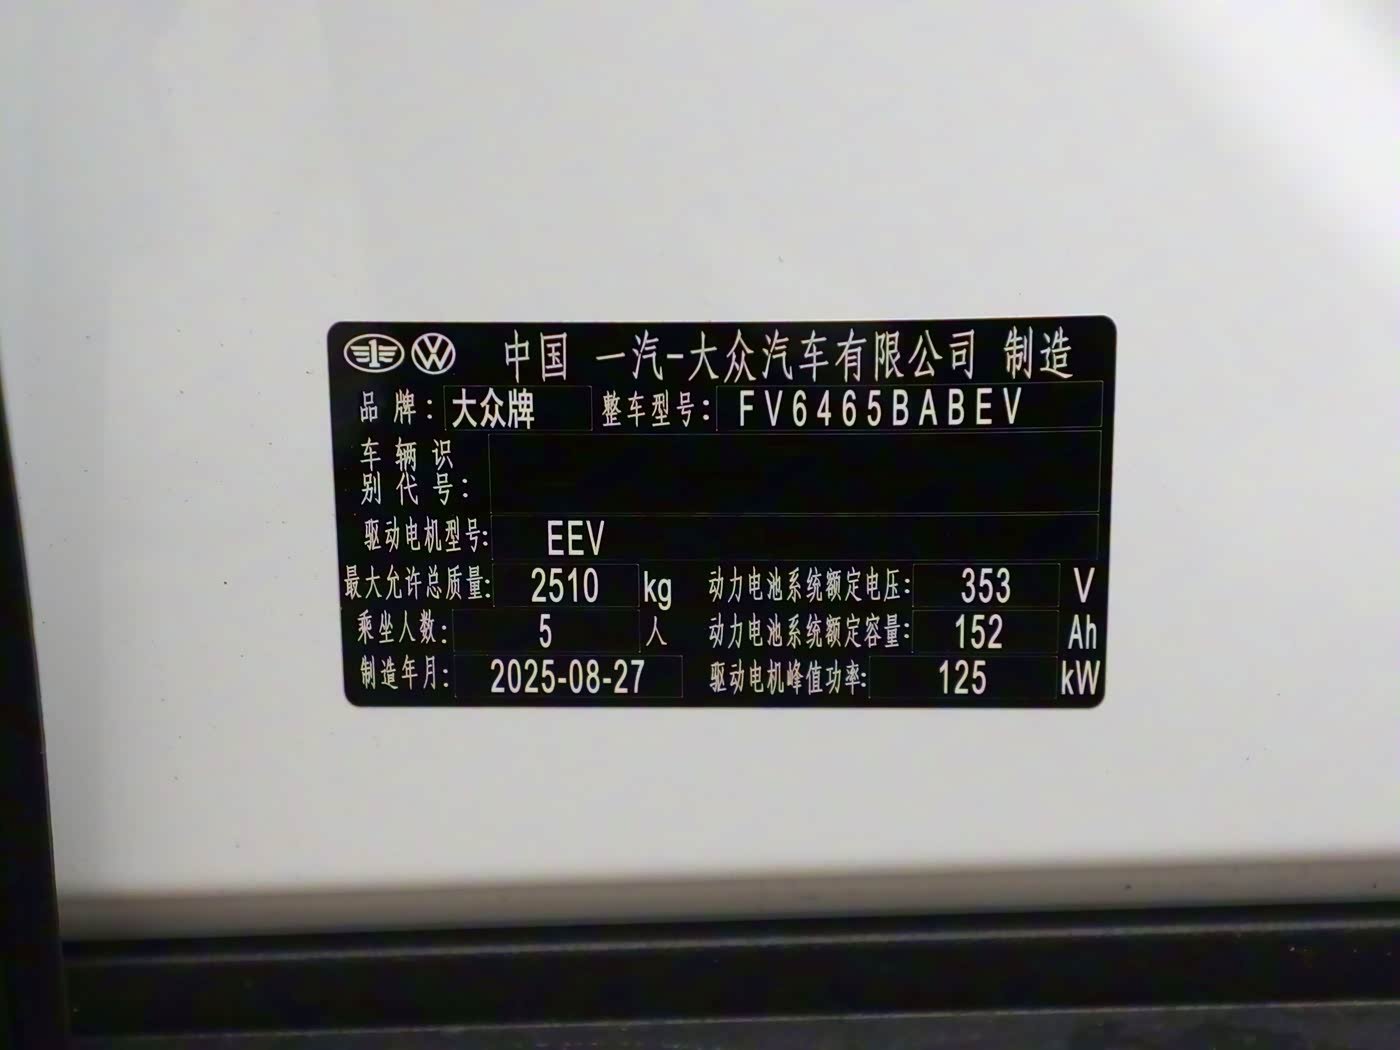 中国 一汽-大众汽车有限公司 制造
品牌: 大众牌 整车型号: FV6465BABEV
车辆识
别代号:
驱动电机型号: EEV
最大允许总质量: 2510 kg 动力电池系统额定电压: 353 V
乘坐人数: 5 人 动力电池系统额定容量: 152 Ah
制造年月: 2025-08-27 驱动电机峰值功率: 125 kW